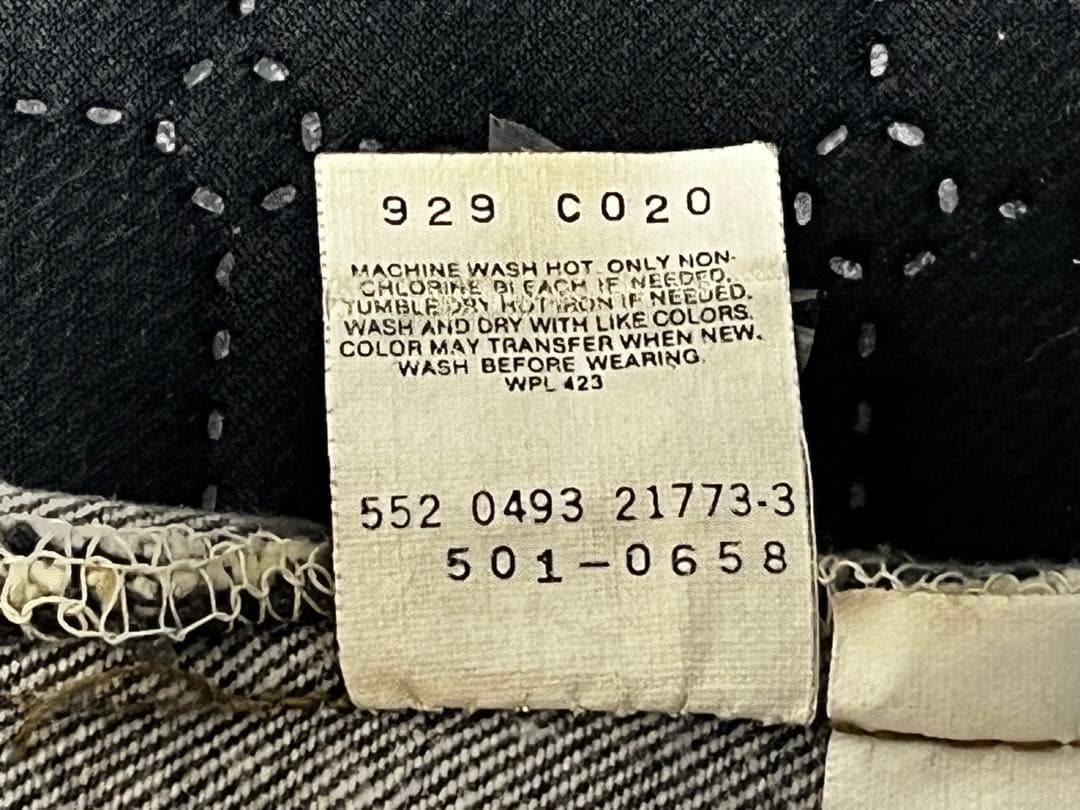 929 C020
MACHINE WASH HOT. ONLY NON-
CHLORINE BLEACH IF NEEDED.
TUMBLE DRY HOT IRON IF NEEDED.
WASH AND DRY WITH LIKE COLORS.
COLOR MAY TRANSFER WHEN NEW.
WASH BEFORE WEARING.
WPL 423
552 0493 21773-3
501-0658